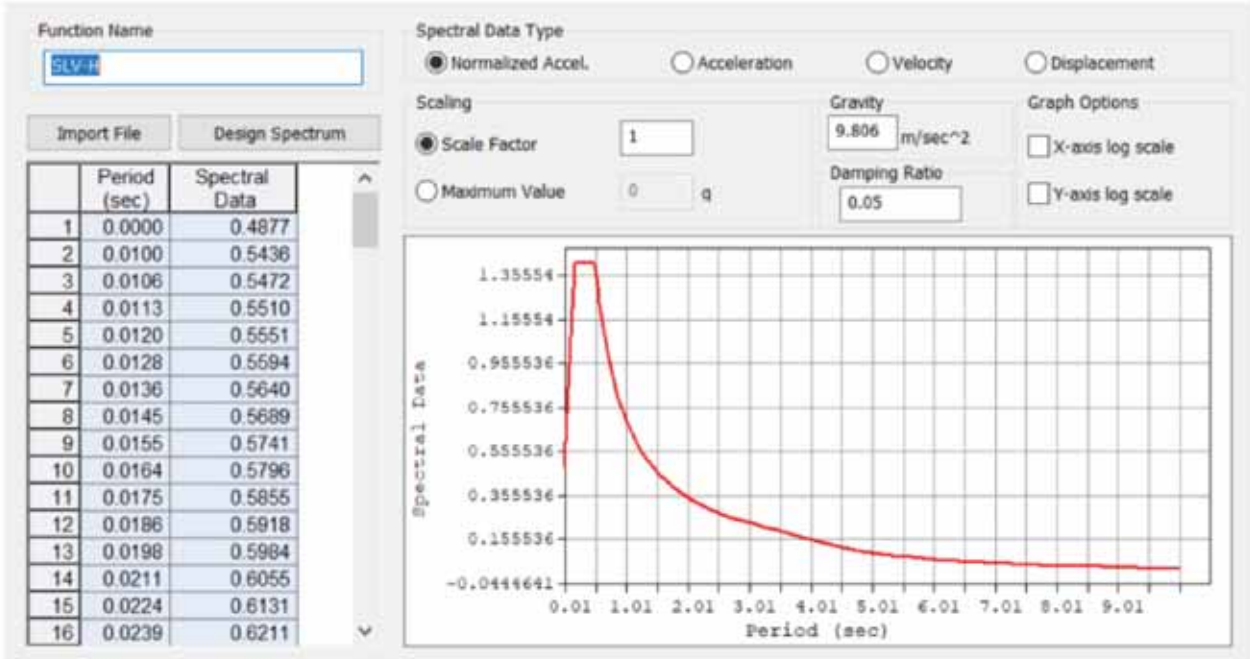 Function Name
SLV-H
Import File Design Spectrum
Period (sec) Spectral Data
1 0.0000 0.4877
2 0.0100 0.5436
3 0.0106 0.5472
4 0.0113 0.5510
5 0.0120 0.5551
6 0.0128 0.5594
7 0.0136 0.5640
8 0.0145 0.5689
9 0.0155 0.5741
10 0.0164 0.5796
11 0.0175 0.5855
12 0.0186 0.5918
13 0.0198 0.5984
14 0.0211 0.6055
15 0.0224 0.6131
16 0.0239 0.6211
Spectral Data Type
Normalized Accel. Acceleration Velocity Displacement
Scaling
Scale Factor 1
Maximum Value 0 g
Gravity
9.806 m/sec^2
Damping Ratio
0.05
Graph Options
X-axis log scale
Y-axis log scale
Spectral Data
1.35554
1.15554
0.955536
0.755536
0.555536
0.355536
0.155536
-0.0444641
0.01 1.01 2.01 3.01 4.01 5.01 6.01 7.01 8.01 9.01
Period (sec)